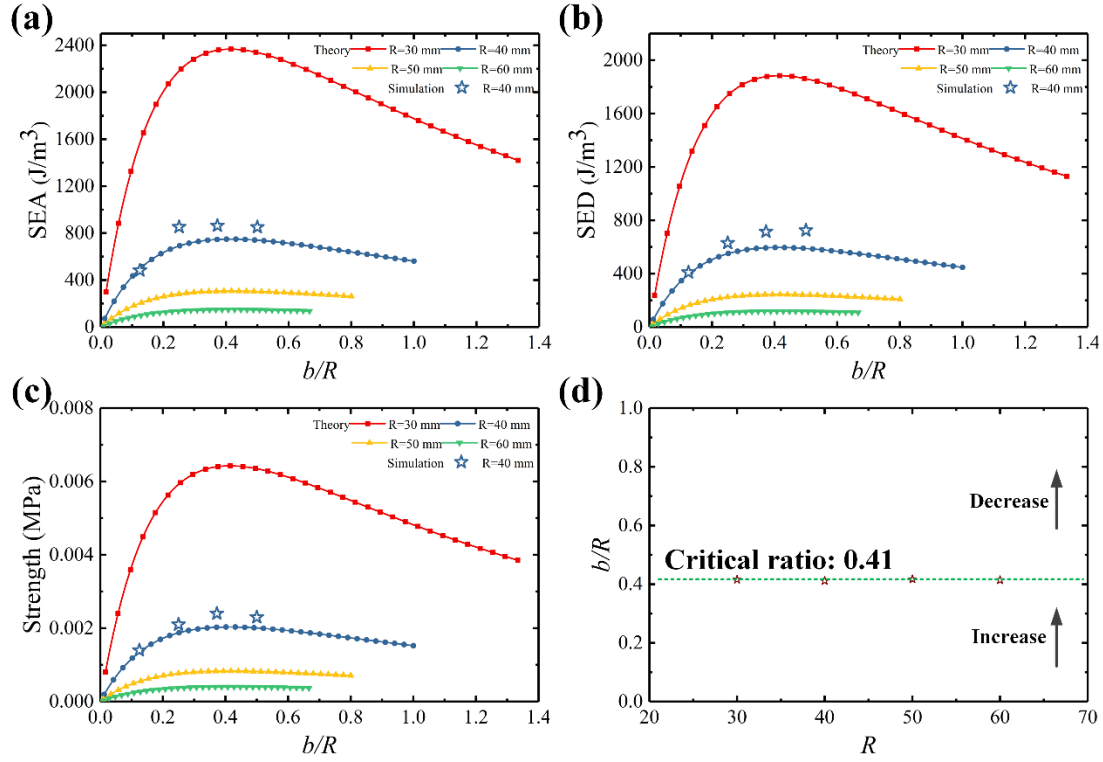 (a)
2400
2000
1600
1200
800
400
0
SEA (J/m³)
Theory R=30 mm R=40 mm
R=50 mm R=60 mm
Simulation R=40 mm
0.0 0.2 0.4 0.6 0.8 1.0 1.2 1.4
b/R
(b)
2000
1600
1200
800
400
0
SED (J/m³)
Theory R=30 mm R=40 mm
R=50 mm R=60 mm
Simulation R=40 mm
0.0 0.2 0.4 0.6 0.8 1.0 1.2 1.4
b/R
(c)
0.008
0.006
0.004
0.002
0.000
Strength (MPa)
Theory R=30 mm R=40 mm
R=50 mm R=60 mm
Simulation R=40 mm
0.0 0.2 0.4 0.6 0.8 1.0 1.2 1.4
b/R
(d)
1.0
0.8
0.6
0.4
0.2
0.0
b/R
Decrease
Critical ratio: 0.41
Increase
20 30 40 50 60 70
R